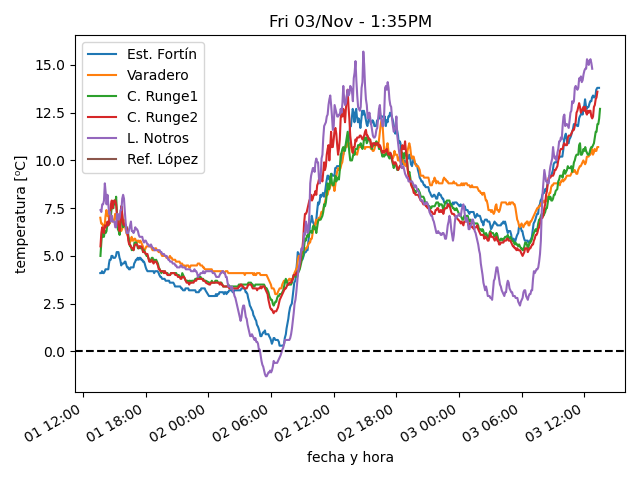 Fri 03/Nov - 1:35PM
Est. Fortín
Varadero
C. Runge1
C. Runge2
L. Notros
Ref. López
temperatura [ºC]
15.0
12.5
10.0
7.5
5.0
2.5
0.0
01 12:00
01 18:00
02 00:00
02 06:00
02 12:00
02 18:00
03 00:00
03 06:00
03 12:00
fecha y hora